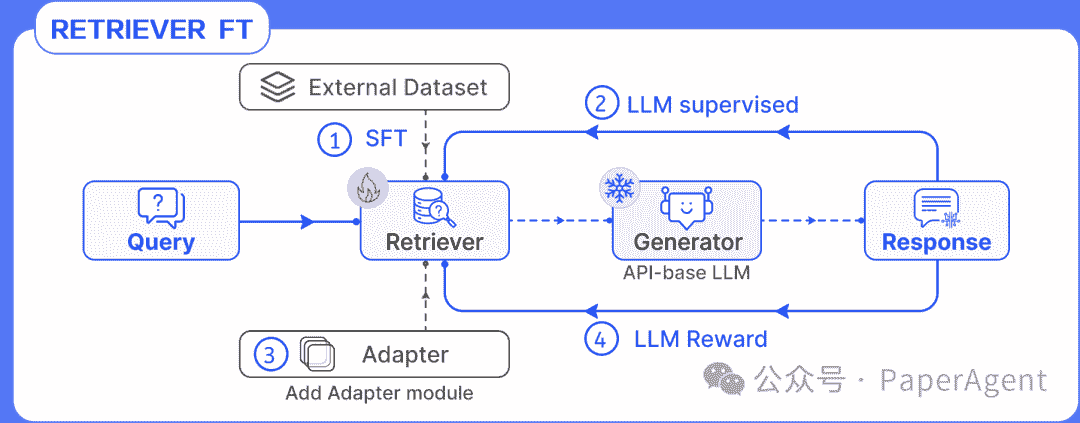 RETRIEVER FT
External Dataset
1 SFT
2 LLM supervised
?
Query
?
Retriever
Generator
API-base LLM
Response
3 Adapter
Add Adapter module
4 LLM Reward
公众号 · PaperAgent